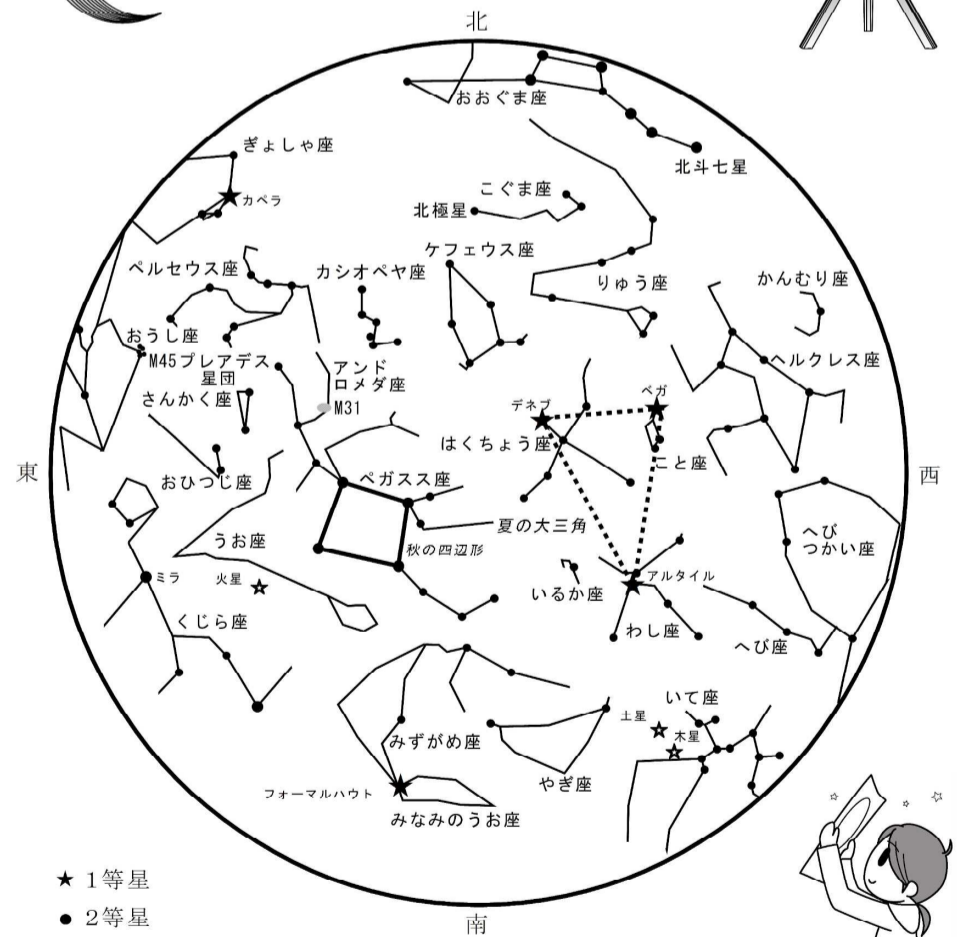 北
おおぐま座
北斗七星
ぎょしゃ座
カペラ
こぐま座
北極星
ケフェウス座
ペルセウス座
カシオペヤ座
りゅう座
かんむり座
おうし座
M45プレアデス
星団
アンド
ロメダ座
ヘルクレス座
さんかく座
M31
デネブ
ベガ
はくちょう座
こと座
東
おひつじ座
ペガスス座
西
うお座
秋の四辺形
夏の大三角
へび
つかい座
ミラ
火星
いるか座
アルタイル
くじら座
わし座
へび座
いて座
土星
木星
みずがめ座
やぎ座
フォーマルハウト
みなみのうお座
★ 1等星
● 2等星
南